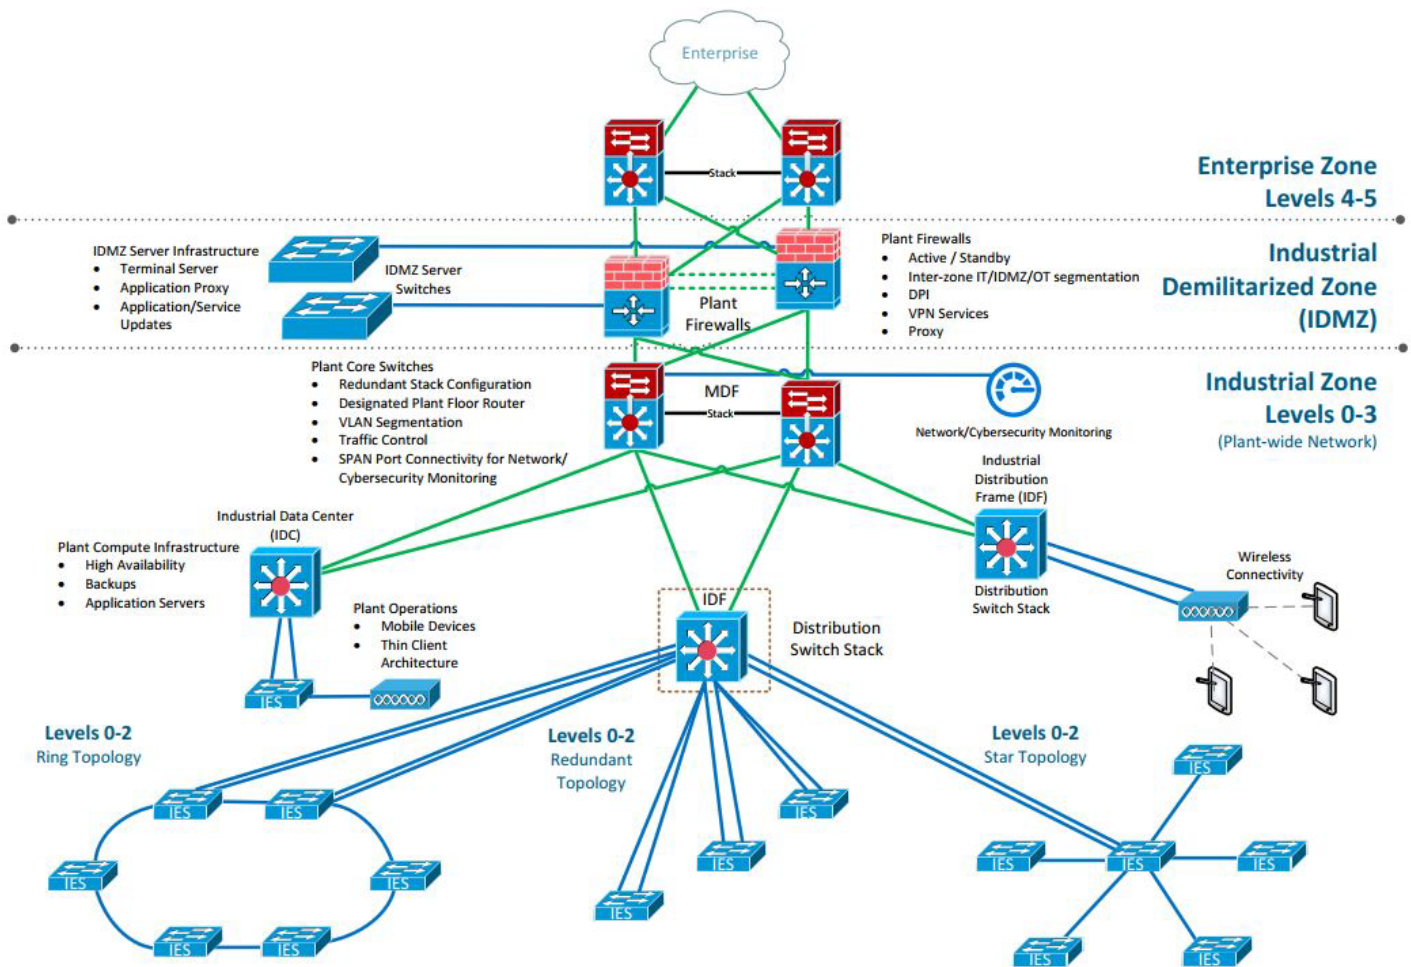 Enterprise
Stack
Enterprise Zone
Levels 4-5
IDMZ Server Infrastructure
• Terminal Server
• Application Proxy
• Application/Service
Updates
IDMZ Server
Switches
Plant
Firewalls
Plant Firewalls
• Active / Standby
• Inter-zone IT/IDMZ/OT segmentation
• DPI
• VPN Services
• Proxy
Industrial
Demilitarized Zone
(IDMZ)
Plant Core Switches
• Redundant Stack Configuration
• Designated Plant Floor Router
• VLAN Segmentation
• Traffic Control
• SPAN Port Connectivity for Network/
Cybersecurity Monitoring
MDF
Stack
Network/Cybersecurity Monitoring
Industrial Zone
Levels 0-3
(Plant-wide Network)
Industrial Data Center
(IDC)
Plant Compute Infrastructure
• High Availability
• Backups
• Application Servers
Industrial
Distribution
Frame (IDF)
Distribution
Switch Stack
Wireless
Connectivity
Plant Operations
• Mobile Devices
• Thin Client
Architecture
IES
IDF
Distribution
Switch Stack
Levels 0-2
Ring Topology
IES
IES
IES
IES
IES
IES
Levels 0-2
Redundant
Topology
IES
IES
IES
Levels 0-2
Star Topology
IES
IES
IES
IES
IES
IES